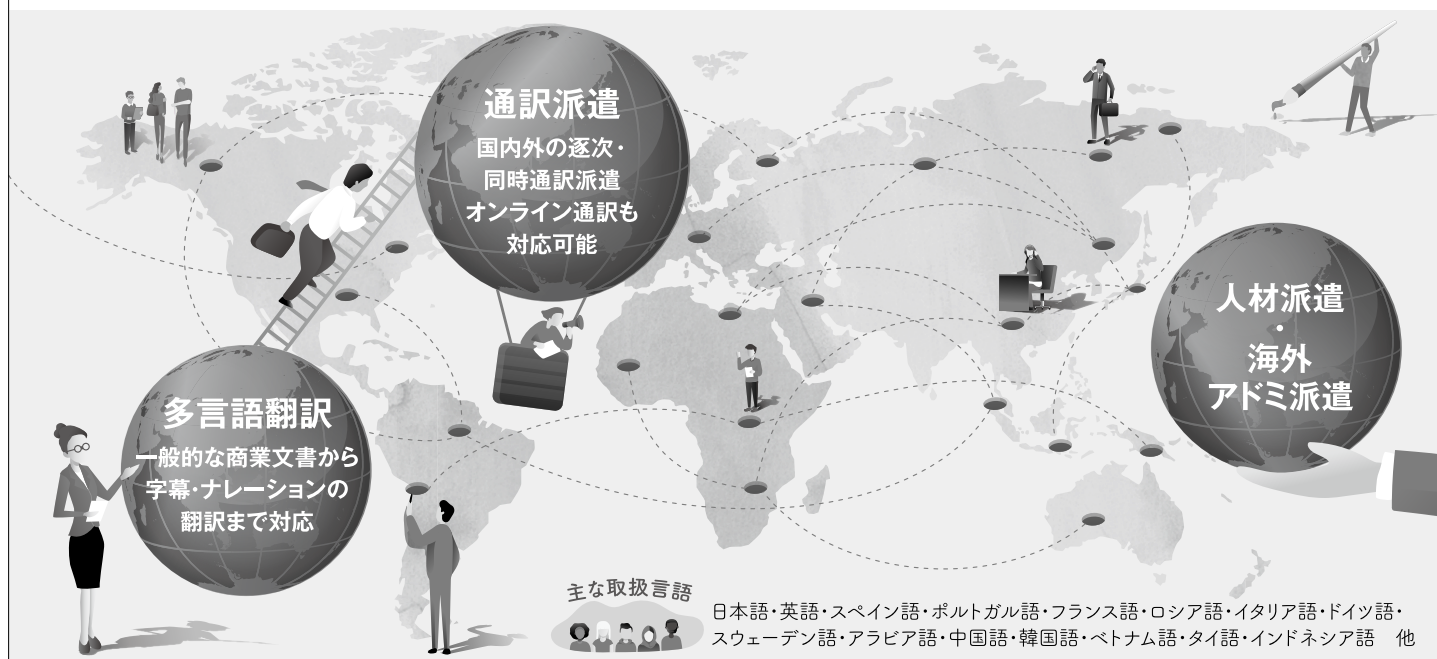 通訳派遣
国内外の逐次・
同時通訳派遣
オンライン通訳も
対応可能
人材派遣
・
海外
アドミ派遣
多言語翻訳
一般的な商業文書から
字幕・ナレーションの
翻訳まで対応
主な取扱言語
日本語・英語・スペイン語・ポルトガル語・フランス語・ロシア語・イタリア語・ドイツ語・
スウェーデン語・アラビア語・中国語・韓国語・ベトナム語・タイ語・インドネシア語　他